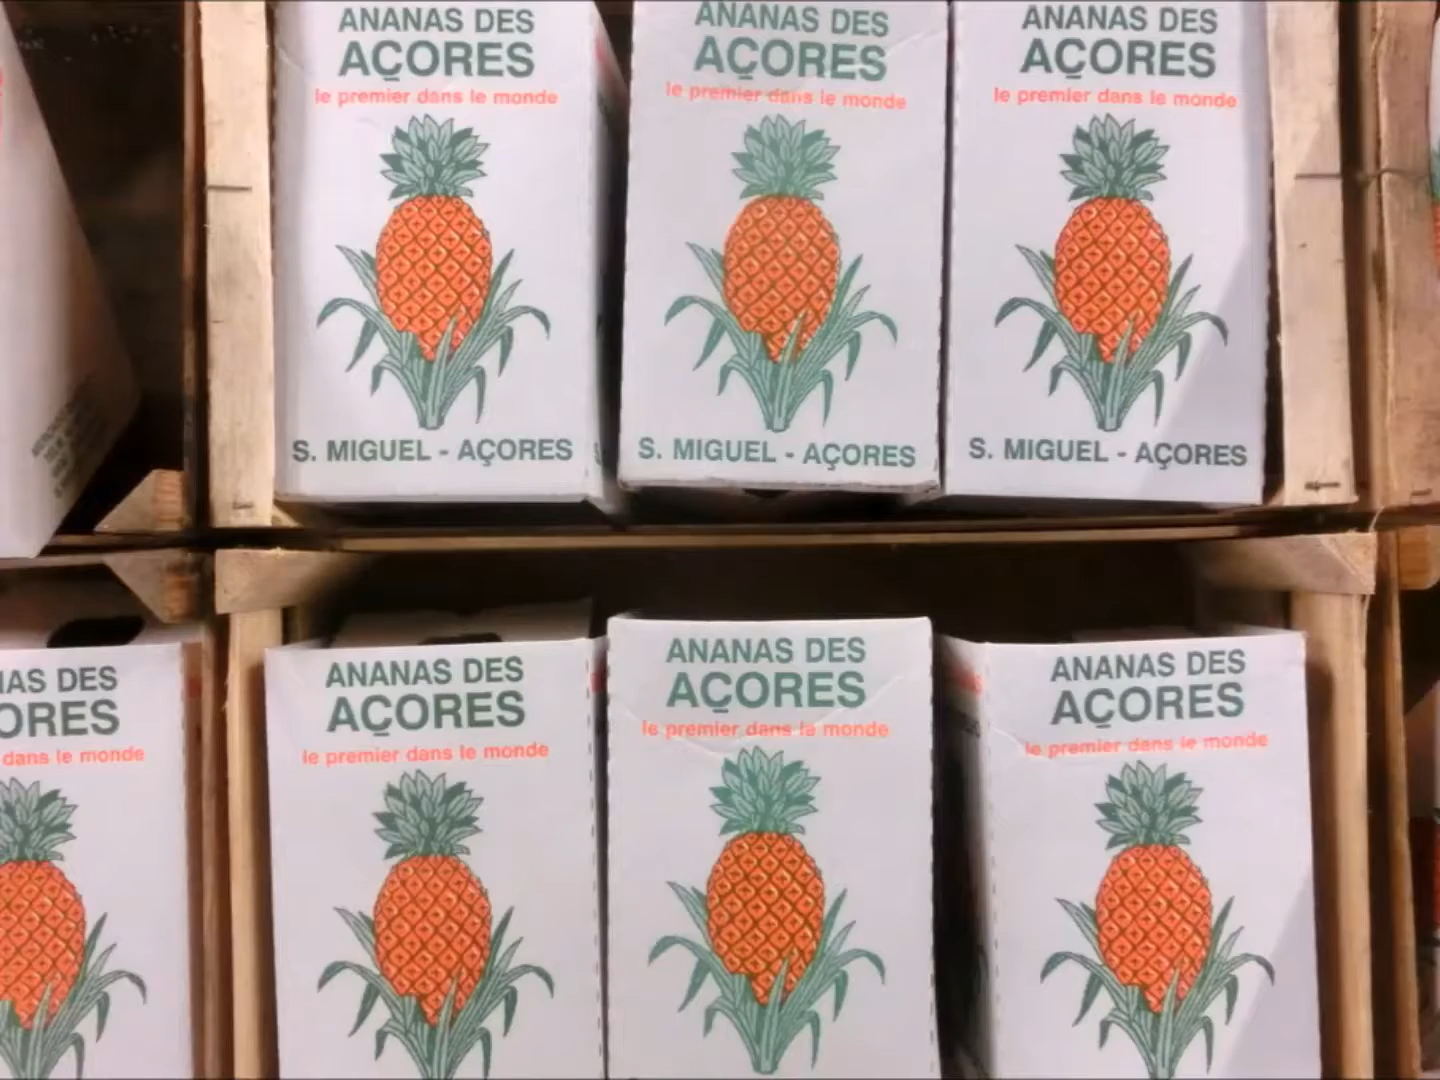 ANANAS DES
AÇORES
le premier dans le monde
S. MIGUEL - AÇORES
ANANAS DES
AÇORES
le premier dans le monde
S. MIGUEL - AÇORES
ANANAS DES
AÇORES
le premier dans le monde
S. MIGUEL - AÇORES
DES
dans le monde
ANANAS DES
AÇORES
le premier dans le monde
ANANAS DES
AÇORES
le premier dans le monde
ANANAS DES
AÇORES
le premier dans le monde